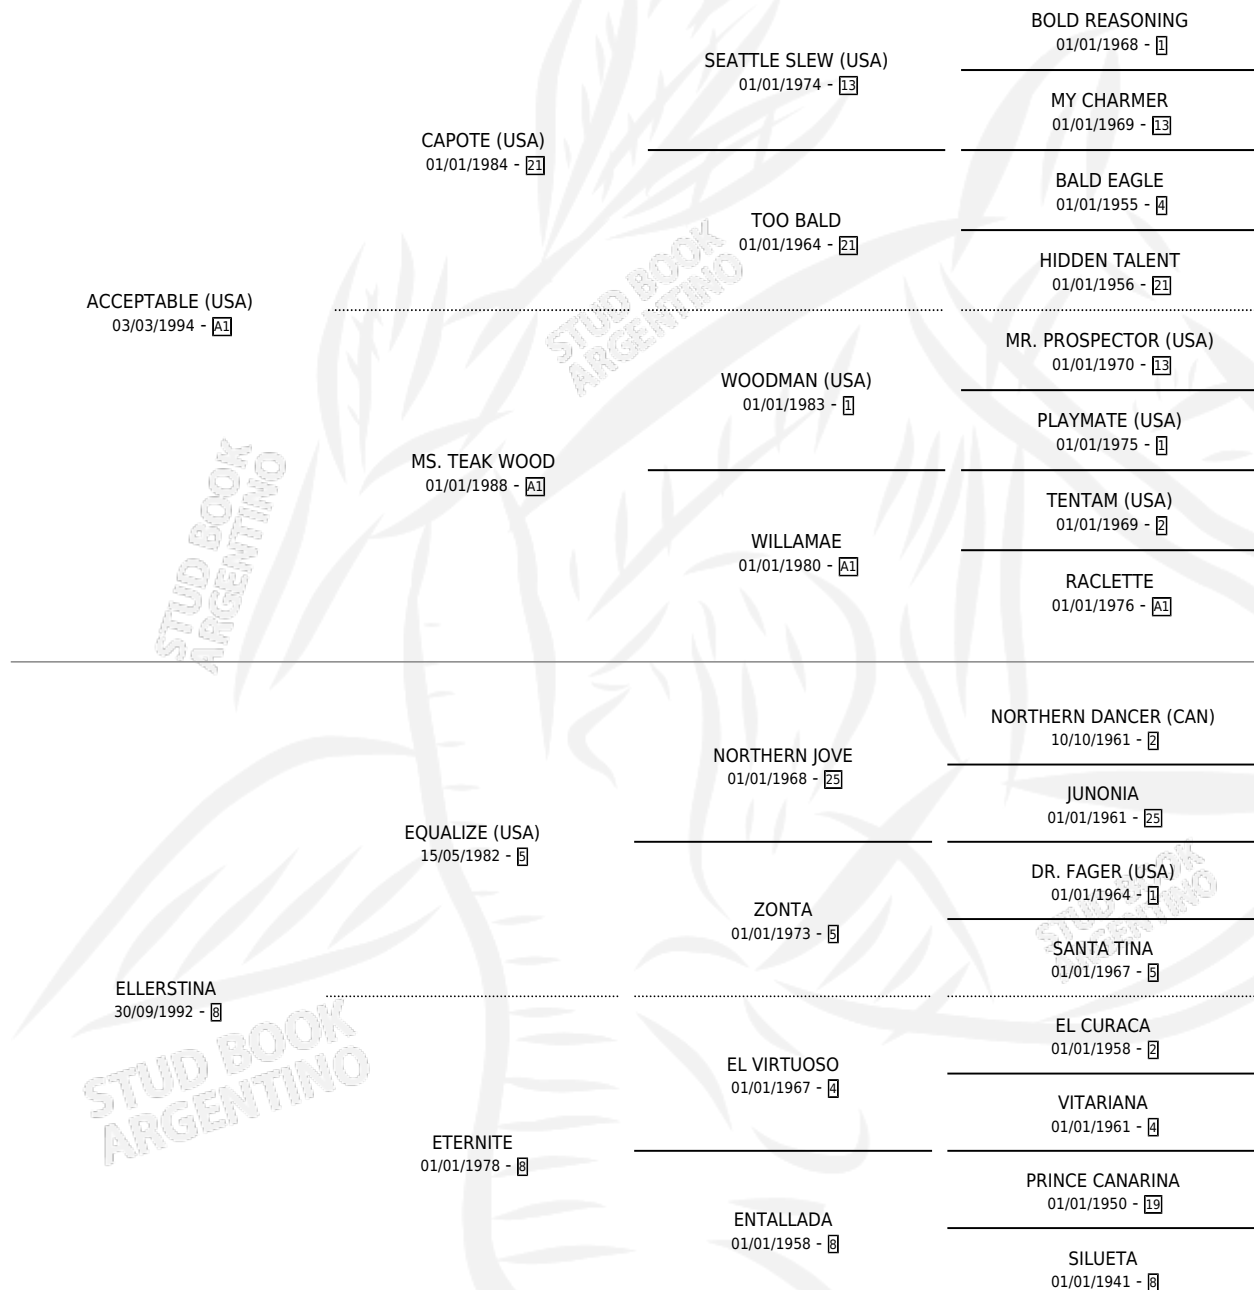 BOLD REASONING
01/01/1968 - 1
SEATTLE SLEW (USA)
01/01/1974 - 13
MY CHARMER
01/01/1969 - 13
CAPOTE (USA)
01/01/1984 - 21
BALD EAGLE
01/01/1955 - 4
TOO BALD
01/01/1964 - 21
HIDDEN TALENT
01/01/1956 - 21
ACCEPTABLE (USA)
03/03/1994 - A1
MR. PROSPECTOR (USA)
01/01/1970 - 13
WOODMAN (USA)
01/01/1983 - 1
PLAYMATE (USA)
01/01/1975 - 1
MS. TEAK WOOD
01/01/1988 - A1
TENTAM (USA)
01/01/1969 - 2
WILLAMAE
01/01/1980 - A1
RACLETTE
01/01/1976 - A1
STUD BOOK
ARGENTINO
STUD BOOK
ARGENTINO
NORTHERN DANCER (CAN)
10/10/1961 - 2
NORTHERN JOVE
01/01/1968 - 25
JUNONIA
01/01/1961 - 25
EQUALIZE (USA)
15/05/1982 - 5
DR. FAGER (USA)
01/01/1964 - 1
ZONTA
01/01/1973 - 5
SANTA TINA
01/01/1967 - 5
STUD BOOK
ARGENTINO
ELLERSTINA
30/09/1992 - 8
EL CURACA
01/01/1958 - 2
EL VIRTUOSO
01/01/1967 - 4
VITARIANA
01/01/1961 - 4
ETERNITE
01/01/1978 - 8
PRINCE CANARINA
01/01/1950 - 19
ENTALLADA
01/01/1958 - 8
SILUETA
01/01/1941 - 8
STUD BOOK
ARGENTINO